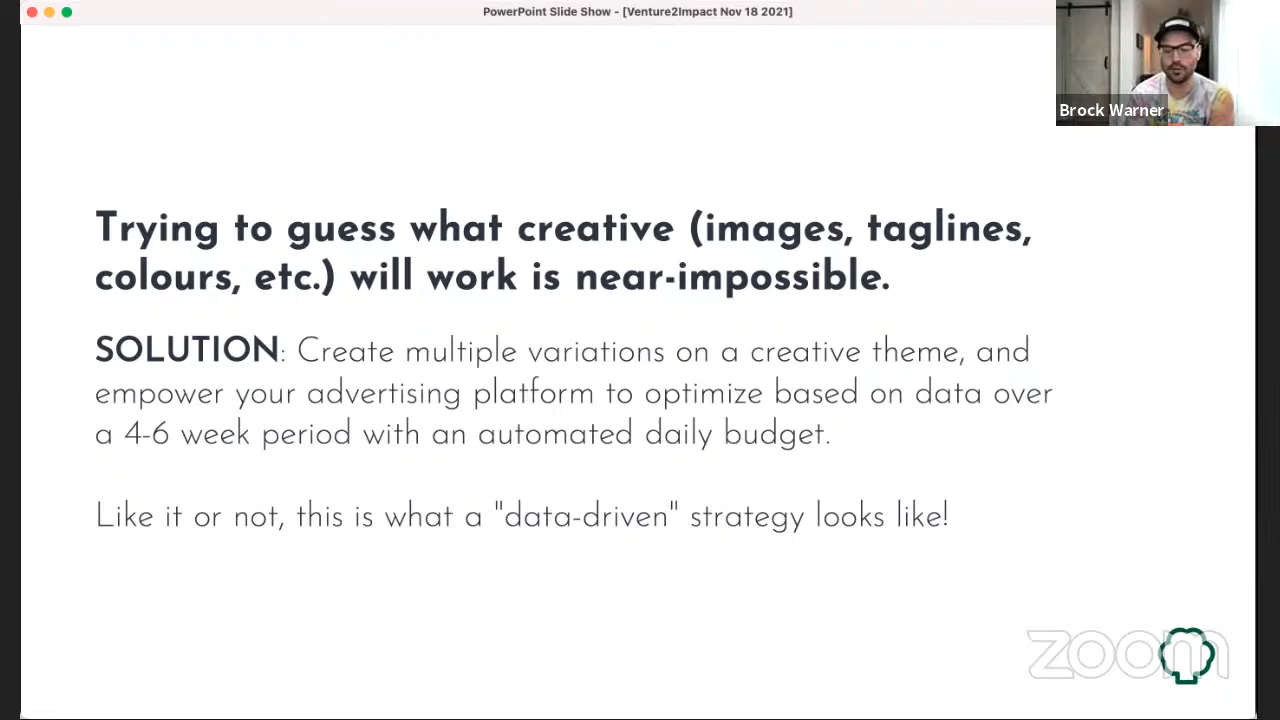 PowerPoint Slide Show - [Venture2Impact Nov 18 2021]
Brock Warner
Trying to guess what creative (images, taglines,
colours, etc.) will work is near-impossible.
SOLUTION: Create multiple variations on a creative theme, and
empower your advertising platform to optimize based on data over
a 4-6 week period with an automated daily budget.
Like it or not, this is what a "data-driven" strategy looks like!
zoom